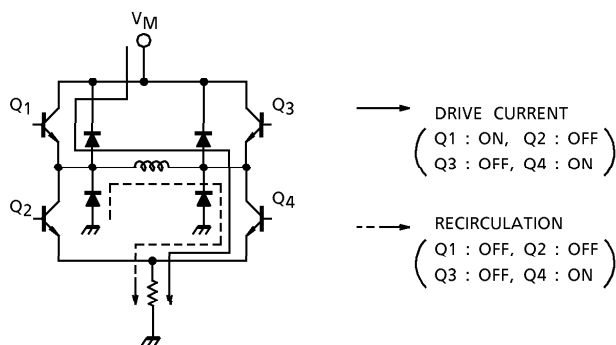 VM
Q1
Q3
Q2
Q4
DRIVE CURRENT
(Q1 : ON, Q2 : OFF
Q3 : OFF, Q4 : ON)
RECIRCULATION
(Q1 : OFF, Q2 : OFF
Q3 : OFF, Q4 : ON)